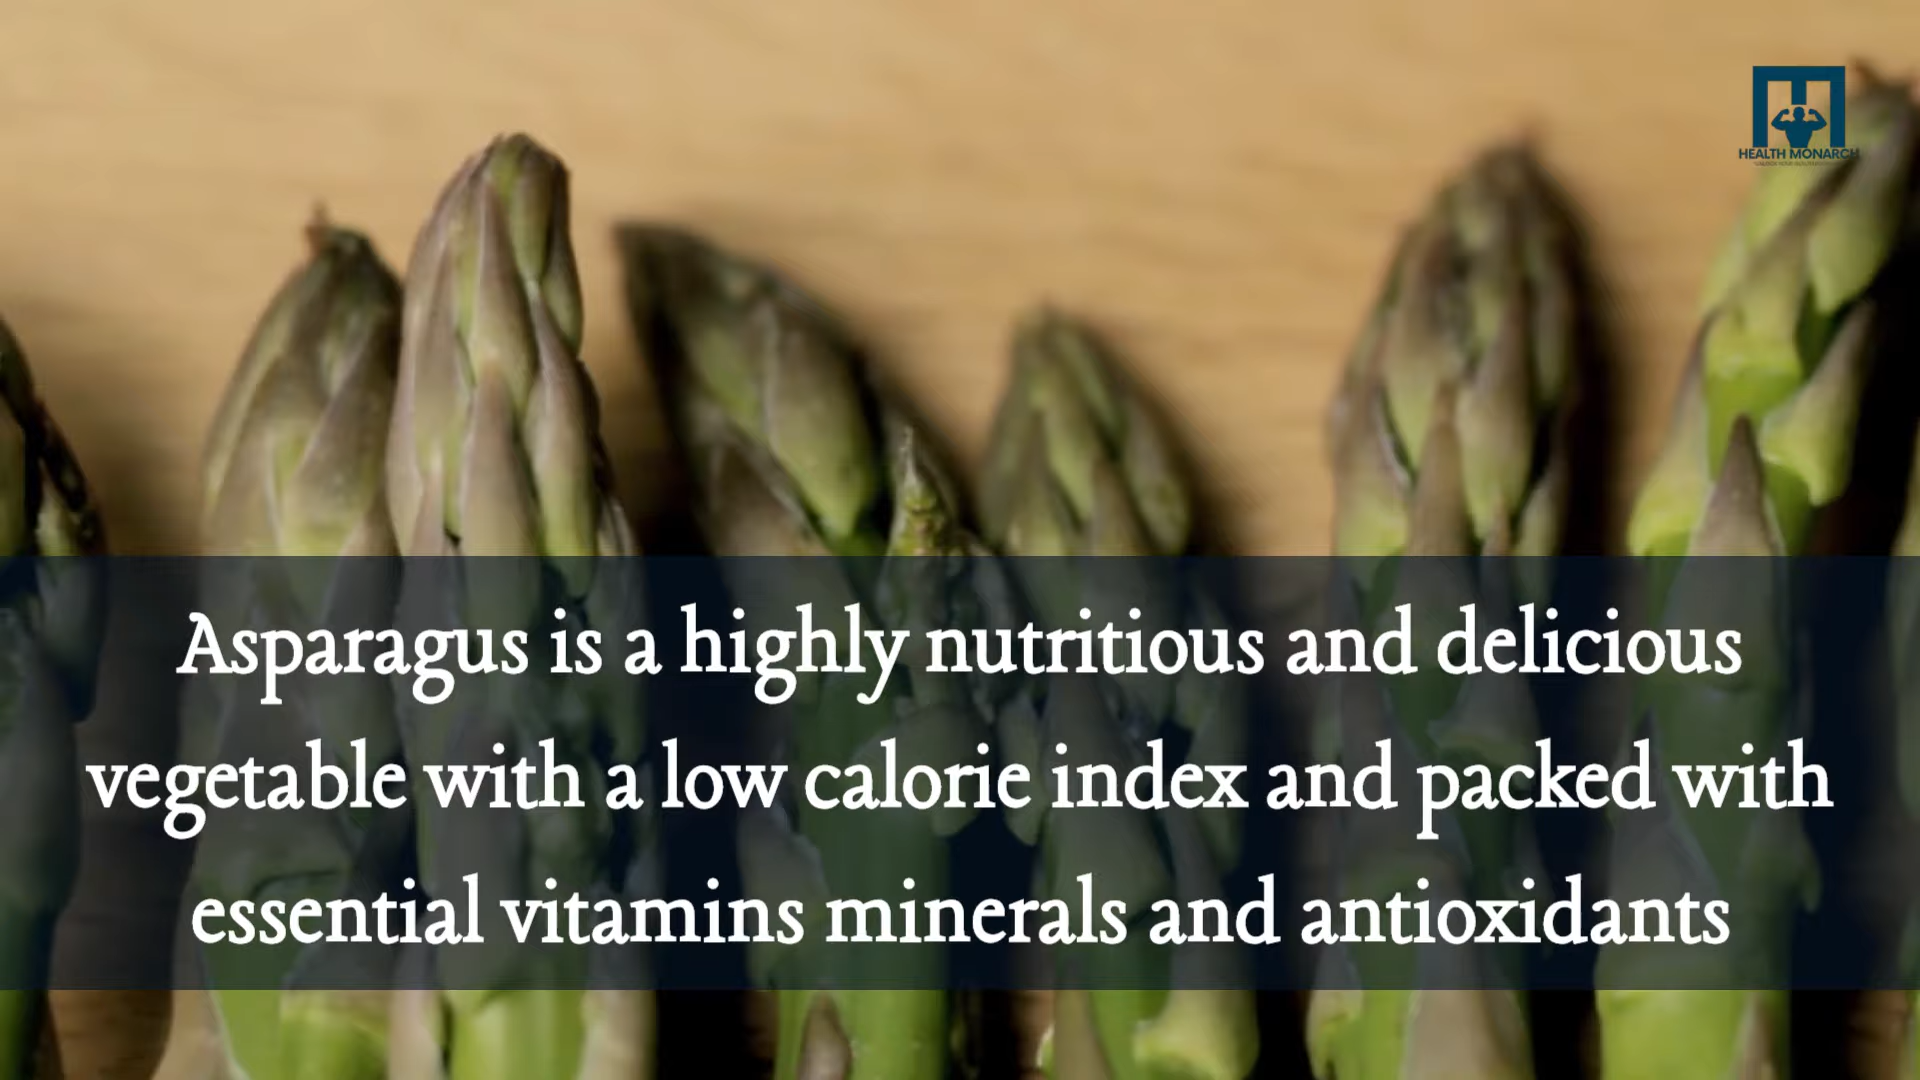 HEALTH MONARCH
Asparagus is a highly nutritious and delicious
vegetable with a low calorie index and packed with
essential vitamins minerals and antioxidants